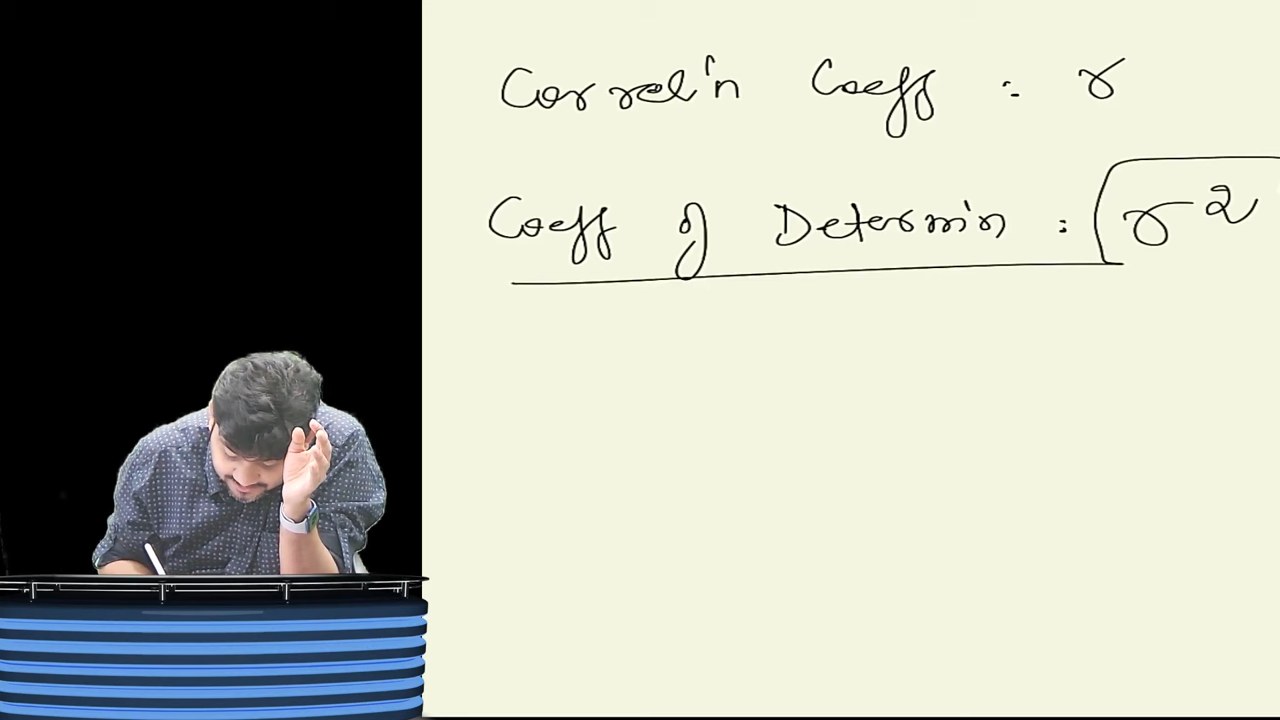 Correl'n Coeff : r
Coeff of Determin : r²